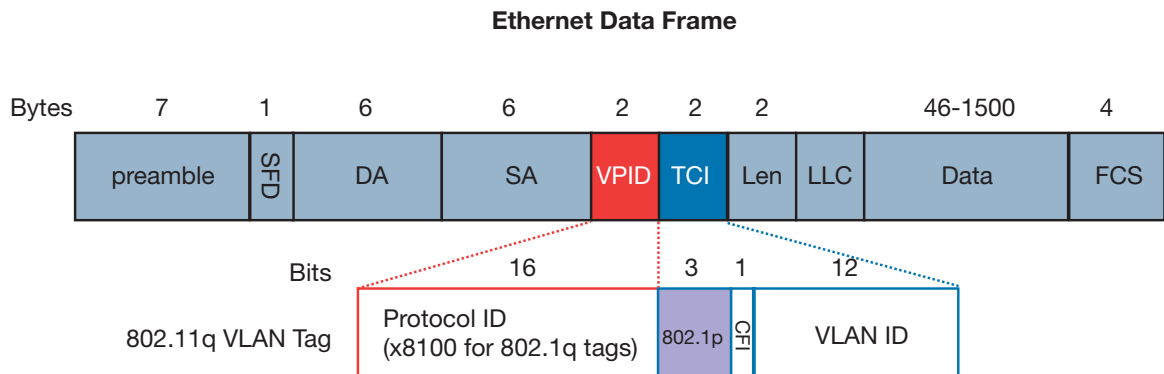 Ethernet Data Frame
Bytes 7 1 6 6 2 2 2 46-1500 4
preamble SFD DA SA VPID TCI Len LLC Data FCS
Bits 16 3 1 12
802.11q VLAN Tag
Protocol ID
(x8100 for 802.1q tags)
802.1p CFI VLAN ID